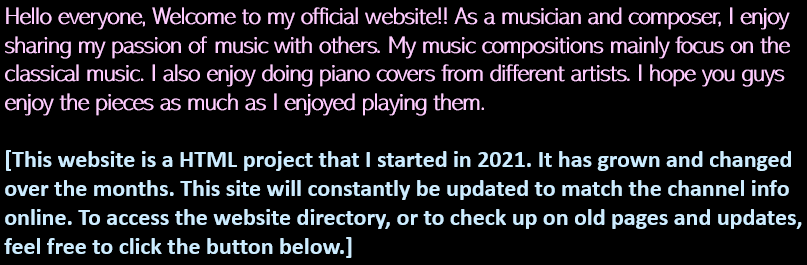 Hello everyone, Welcome to my official website!! As a musician and composer, I enjoy
sharing my passion of music with others. My music compositions mainly focus on the
classical music. I also enjoy doing piano covers from different artists. I hope you guys
enjoy the pieces as much as I enjoyed playing them.
[This website is a HTML project that I started in 2021. It has grown and changed
over the months. This site will constantly be updated to match the channel info
online. To access the website directory, or to check up on old pages and updates,
feel free to click the button below.]